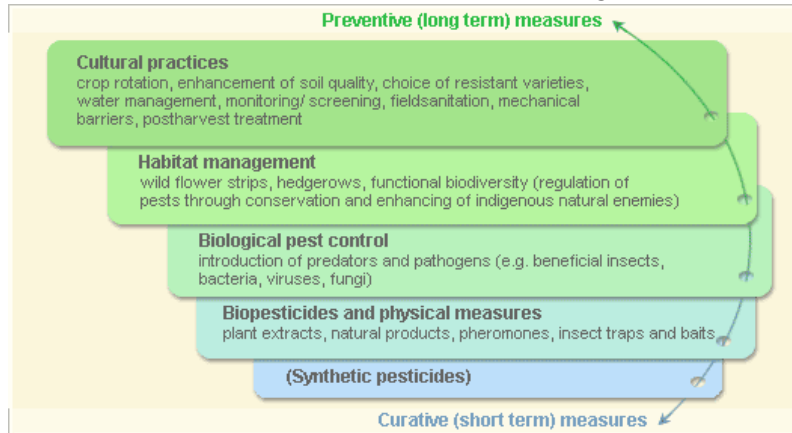 Preventive (long term) measures
Cultural practices
crop rotation, enhancement of soil quality, choice of resistant varieties,
water management, monitoring/ screening, fieldsanitation, mechanical
barriers, postharvest treatment
Habitat management
wild flower strips, hedgerows, functional biodiversity (regulation of
pests through conservation and enhancing of indigenous natural enemies)
Biological pest control
introduction of predators and pathogens (e.g. beneficial insects,
bacteria, viruses, fungi)
Biopesticides and physical measures
plant extracts, natural products, pheromones, insect traps and baits
(Synthetic pesticides)
Curative (short term) measures